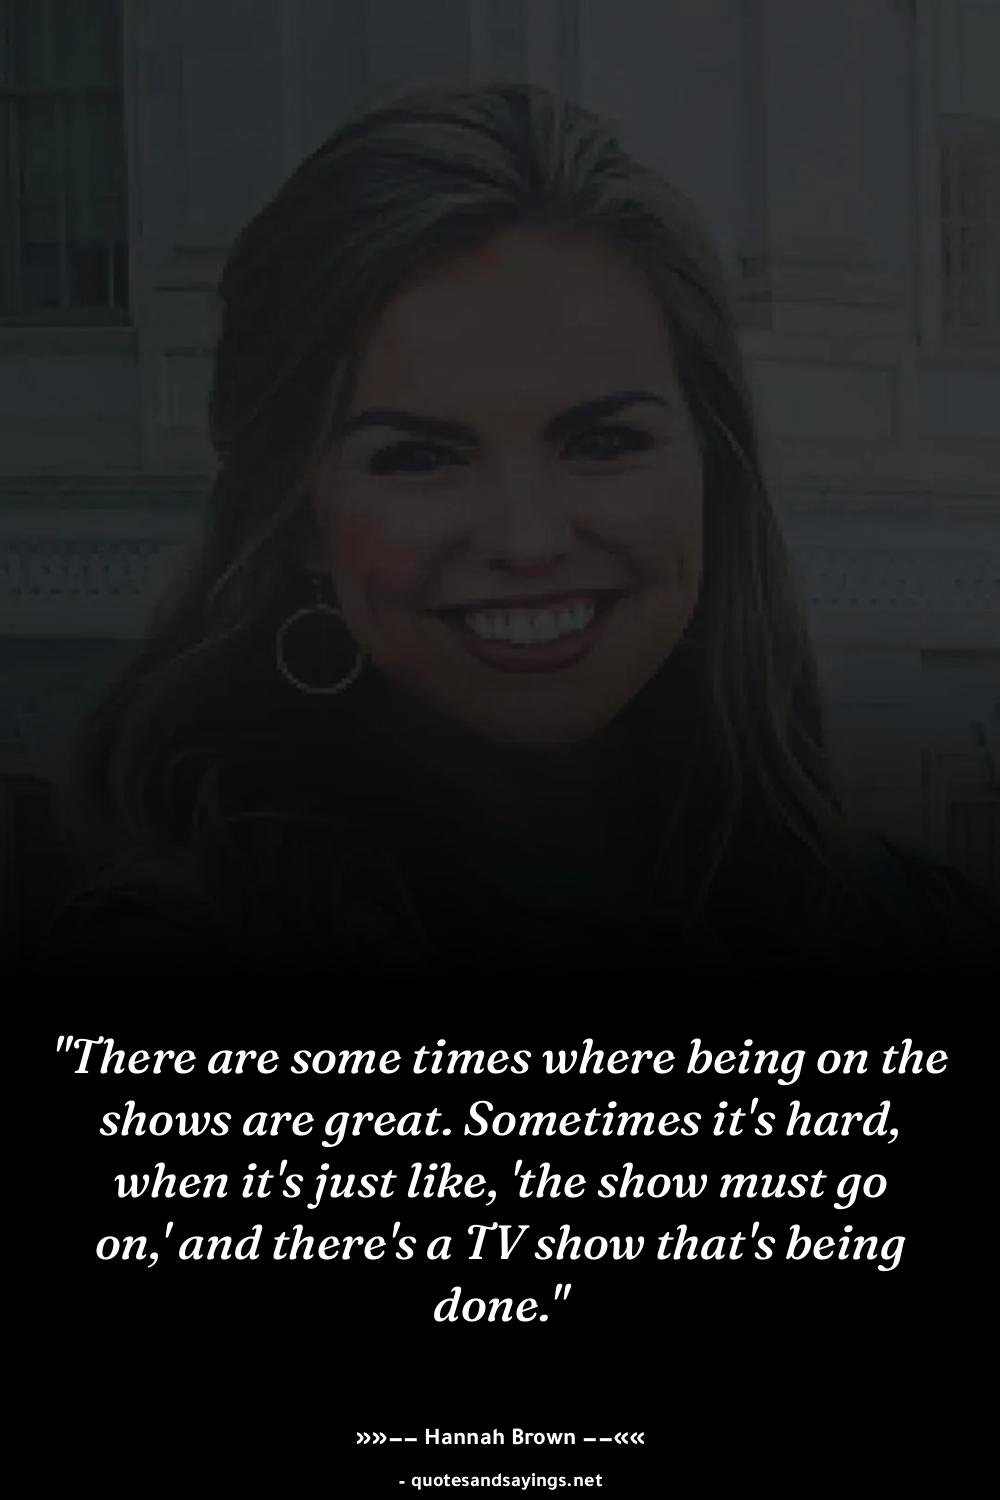 "There are some times where being on the
shows are great. Sometimes it's hard,
when it's just like, 'the show must go
on,' and there's a TV show that's being
done."
»»−− Hannah Brown −−««
- quotesandsayings.net